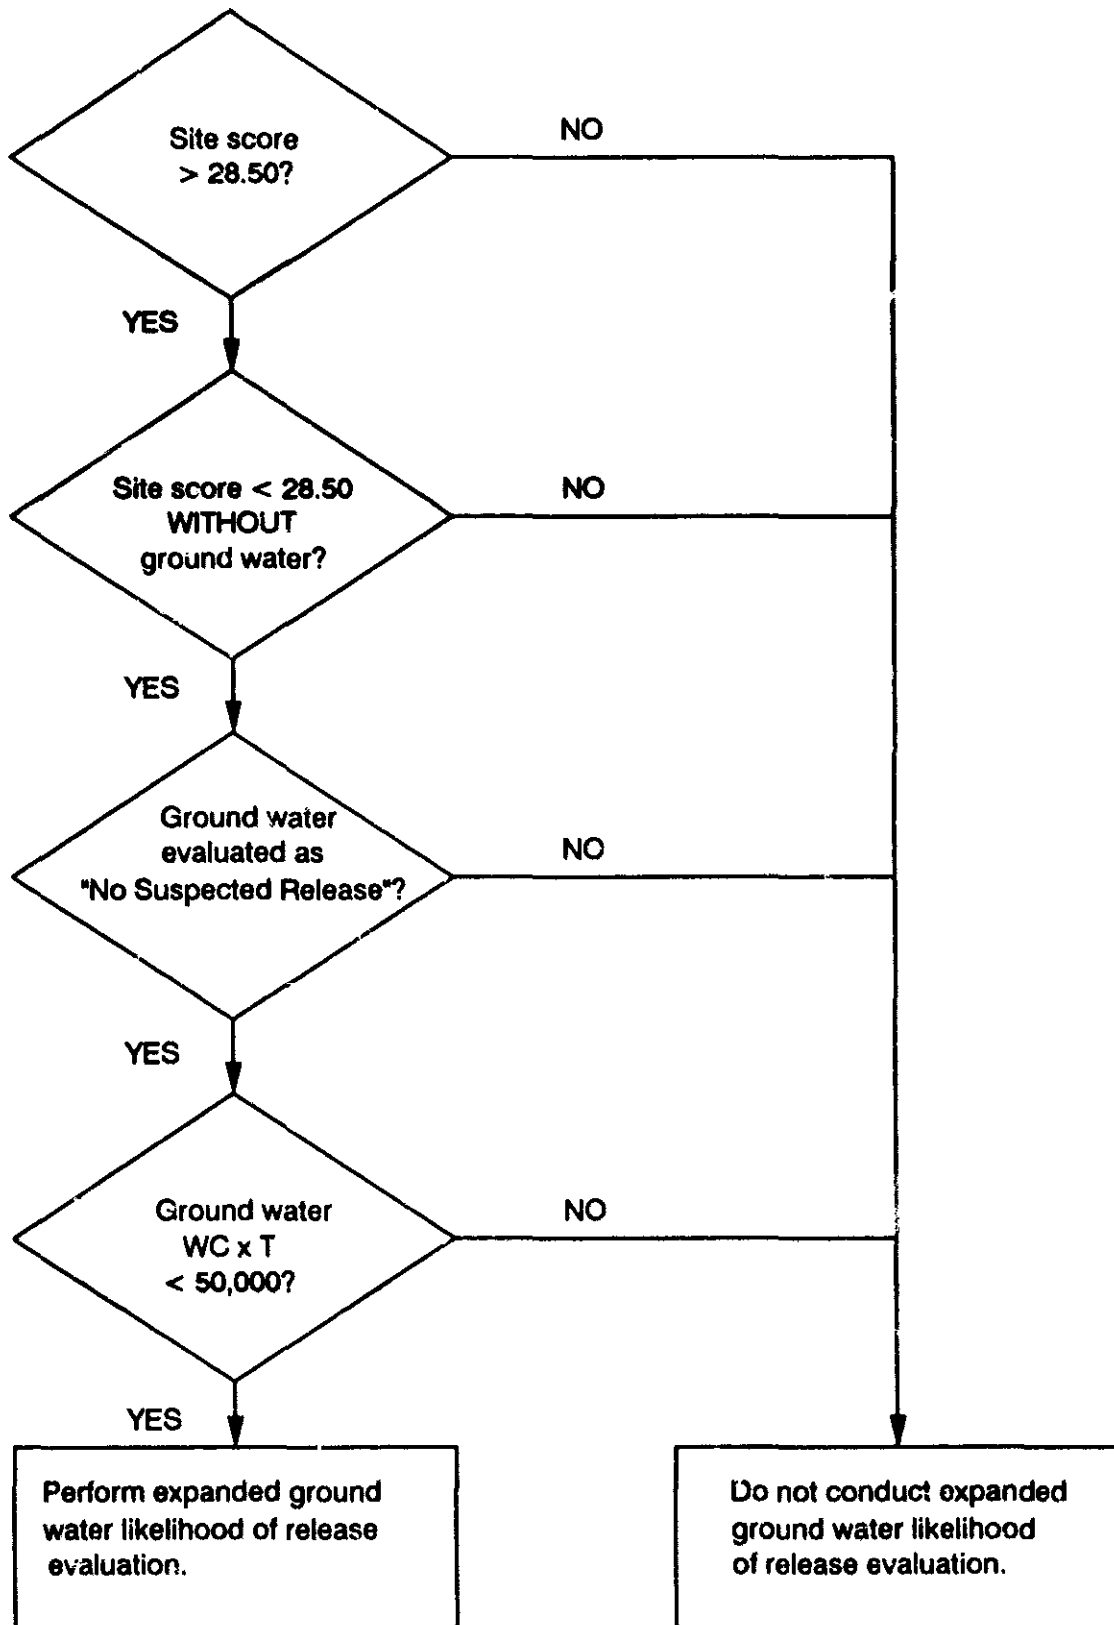 Site score
> 28.50?
NO
YES
Site score < 28.50
WITHOUT
ground water?
NO
YES
Ground water
evaluated as
"No Suspected Release"?
NO
YES
Ground water
WC x T
< 50,000?
NO
YES
Perform expanded ground
water likelihood of release
evaluation.
Do not conduct expanded
ground water likelihood
of release evaluation.